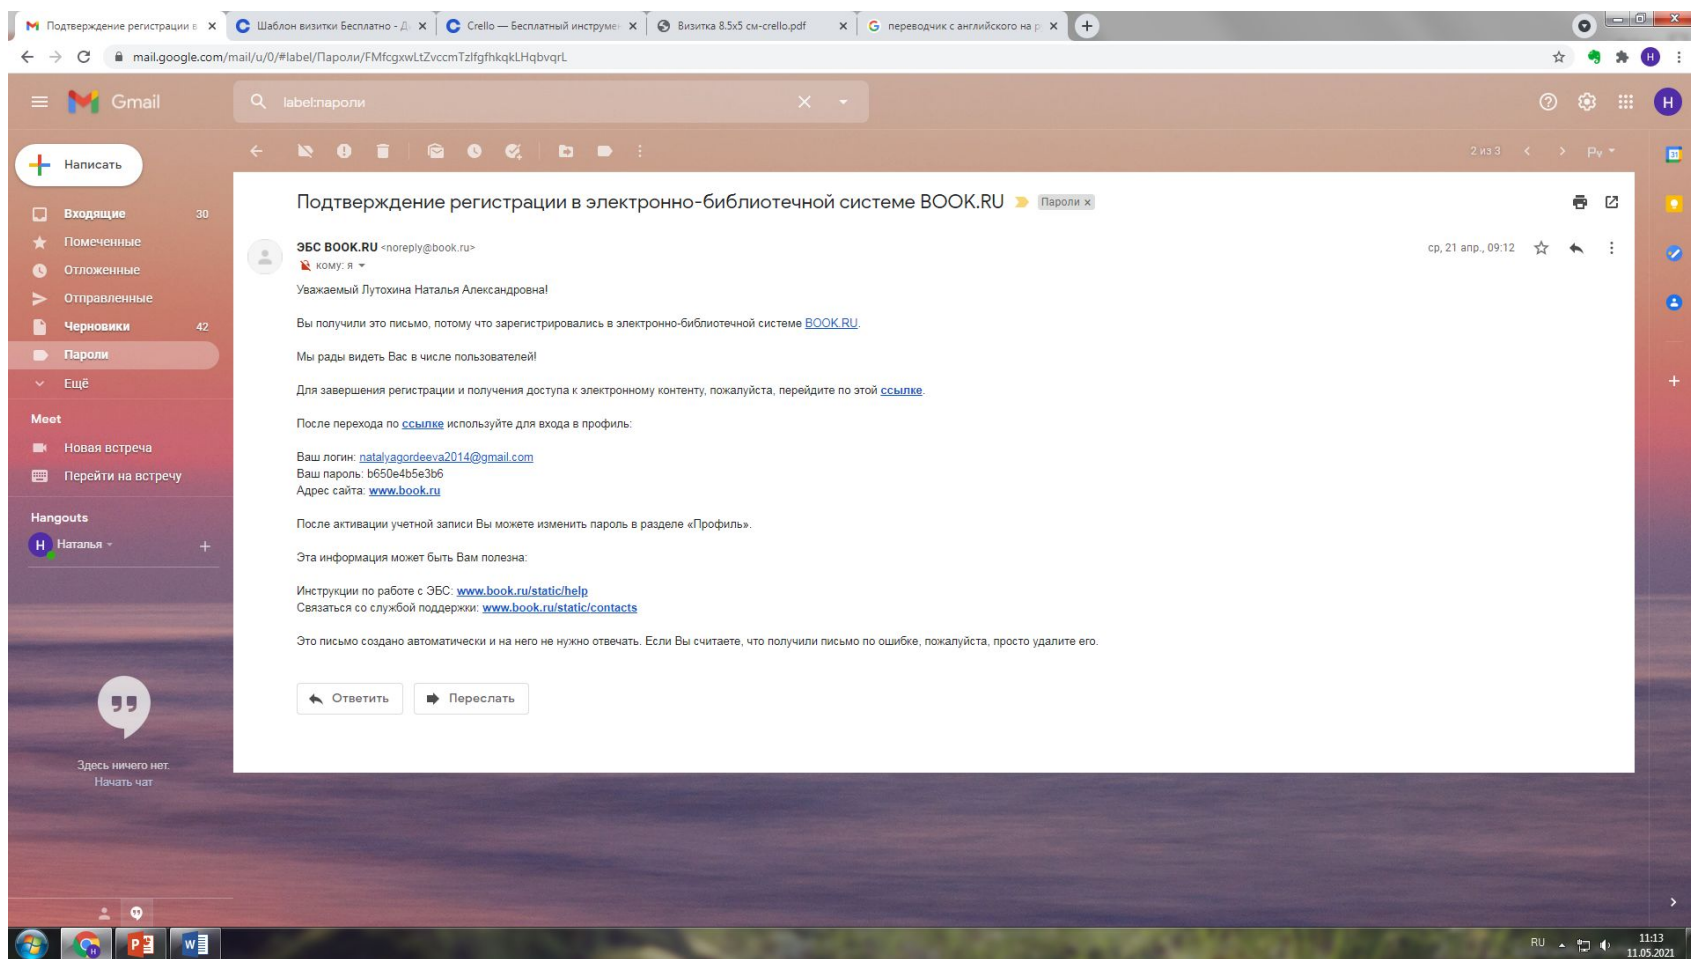 Подтверждение регистрации в
Шаблон визитки Бесплатно - Д
Crello — Бесплатный инструмен
Визитка 8.5x5 см-crello.pdf
переводчик с английского на р
mail.google.com/mail/u/0/#label/Пароли/FMfcgxwLtZvccmTzlfgfhkqkLHqbvqrL
Н
Gmail
label:пароли
Н
Написать
2 из 3
Ру
31
Подтверждение регистрации в электронно-библиотечной системе BOOK.RU
Пароли x
Входящие 30
Помеченные
Отложенные
Отправленные
Черновики 42
Пароли
Ещё
Meet
Новая встреча
Перейти на встречу
Hangouts
Н Наталья
Здесь ничего нет.
Начать чат
ЭБС BOOK.RU <noreply@book.ru>
ср, 21 апр., 09:12
кому: я
Уважаемый Лутохина Наталья Александровна!
Вы получили это письмо, потому что зарегистрировались в электронно-библиотечной системе BOOK.RU.
Мы рады видеть Вас в числе пользователей!
Для завершения регистрации и получения доступа к электронному контенту, пожалуйста, перейдите по этой ссылке.
После перехода по ссылке используйте для входа в профиль:
Ваш логин: natalyagordeeva2014@gmail.com
Ваш пароль: b650e4b5e3b6
Адрес сайта: www.book.ru
После активации учетной записи Вы можете изменить пароль в разделе «Профиль».
Эта информация может быть Вам полезна:
Инструкции по работе с ЭБС: www.book.ru/static/help
Связаться со службой поддержки: www.book.ru/static/contacts
Это письмо создано автоматически и на него не нужно отвечать. Если Вы считаете, что получили письмо по ошибке, пожалуйста, просто удалите его.
Ответить
Переслать
RU
11:13
11.05.2021